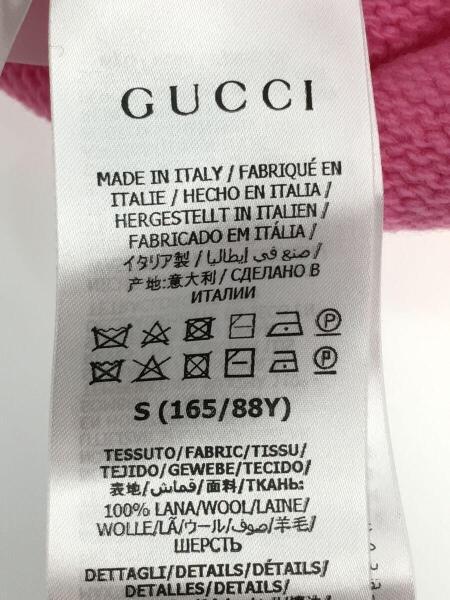 GUCCI
MADE IN ITALY / FABRIQUÉ EN
ITALIE / HECHO EN ITALIA /
HERGESTELLT IN ITALIEN /
FABRICADO EM ITÁLIA /
イタリア製 / صنع في إيطاليا /
产地:意大利 / СДЕЛАНО В
ИТАЛИИ
P
P
S (165/88Y)
TESSUTO/FABRIC/TISSU/
TEJIDO/GEWEBE/TECIDO/
表地/قماش/面料/ТКАНЬ:
100% LANA/WOOL/LAINE/
WOLLE/LÃ/ウール/صوف/羊毛/
ШЕРСТЬ
DETTAGLI/DETAILS/DÉTAILS/
DETALLES/DETAILS/